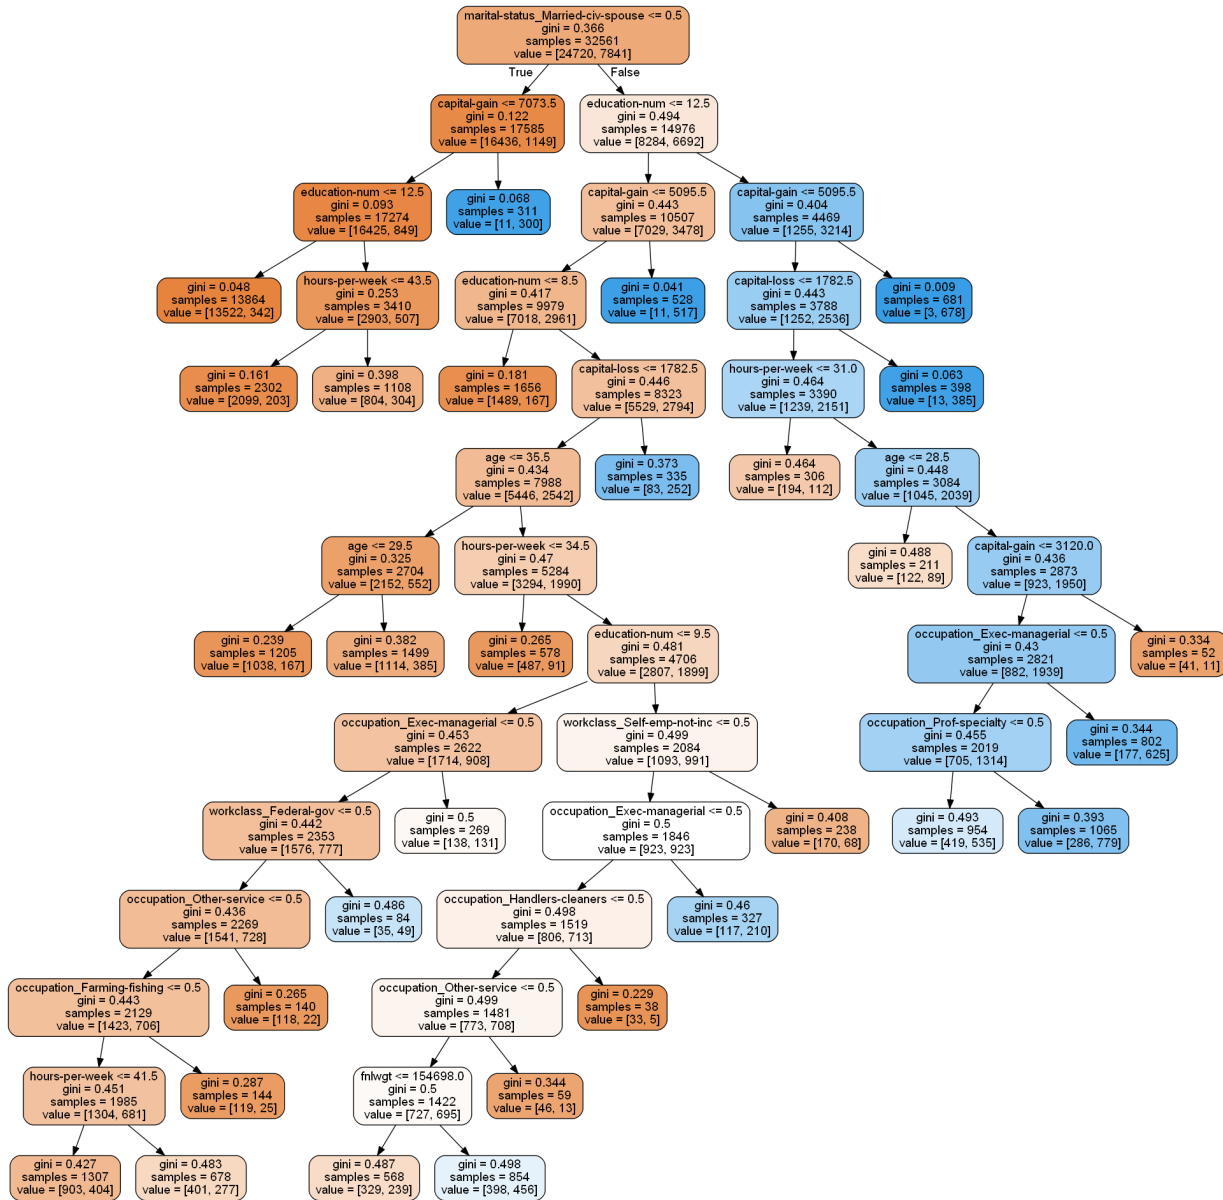 marital-status_Married-civ-spouse <= 0.5
gini = 0.366
samples = 32561
value = [24720, 7841]
True
False
capital-gain <= 7073.5
gini = 0.122
samples = 17585
value = [16436, 1149]
education-num <= 12.5
gini = 0.494
samples = 14976
value = [8284, 6692]
education-num <= 12.5
gini = 0.093
samples = 17274
value = [16425, 849]
gini = 0.068
samples = 311
value = [11, 300]
capital-gain <= 5095.5
gini = 0.443
samples = 10507
value = [7029, 3478]
capital-gain <= 5095.5
gini = 0.404
samples = 4469
value = [1255, 3214]
gini = 0.048
samples = 13864
value = [13522, 342]
hours-per-week <= 43.5
gini = 0.253
samples = 3410
value = [2903, 507]
education-num <= 8.5
gini = 0.417
samples = 9979
value = [7018, 2961]
gini = 0.041
samples = 528
value = [11, 517]
capital-loss <= 1782.5
gini = 0.443
samples = 3788
value = [1252, 2536]
gini = 0.009
samples = 681
value = [3, 678]
gini = 0.161
samples = 2302
value = [2099, 203]
gini = 0.398
samples = 1108
value = [804, 304]
gini = 0.181
samples = 1656
value = [1489, 167]
capital-loss <= 1782.5
gini = 0.446
samples = 8323
value = [5529, 2794]
hours-per-week <= 31.0
gini = 0.464
samples = 3390
value = [1239, 2151]
gini = 0.063
samples = 398
value = [13, 385]
age <= 35.5
gini = 0.434
samples = 7988
value = [5446, 2542]
gini = 0.373
samples = 335
value = [83, 252]
gini = 0.464
samples = 306
value = [194, 112]
age <= 28.5
gini = 0.448
samples = 3084
value = [1045, 2039]
age <= 29.5
gini = 0.325
samples = 2704
value = [2152, 552]
hours-per-week <= 34.5
gini = 0.47
samples = 5284
value = [3294, 1990]
gini = 0.488
samples = 211
value = [122, 89]
capital-gain <= 3120.0
gini = 0.436
samples = 2873
value = [923, 1950]
gini = 0.239
samples = 1205
value = [1038, 167]
gini = 0.382
samples = 1499
value = [1114, 385]
gini = 0.265
samples = 578
value = [487, 91]
education-num <= 9.5
gini = 0.481
samples = 4706
value = [2807, 1899]
occupation_Exec-managerial <= 0.5
gini = 0.43
samples = 2821
value = [882, 1939]
gini = 0.334
samples = 52
value = [41, 11]
occupation_Exec-managerial <= 0.5
gini = 0.453
samples = 2622
value = [1714, 908]
workclass_Self-emp-not-inc <= 0.5
gini = 0.499
samples = 2084
value = [1093, 991]
occupation_Prof-specialty <= 0.5
gini = 0.455
samples = 2019
value = [705, 1314]
gini = 0.344
samples = 802
value = [177, 625]
workclass_Federal-gov <= 0.5
gini = 0.442
samples = 2353
value = [1576, 777]
gini = 0.5
samples = 269
value = [138, 131]
occupation_Exec-managerial <= 0.5
gini = 0.5
samples = 1846
value = [923, 923]
gini = 0.408
samples = 238
value = [170, 68]
gini = 0.493
samples = 954
value = [419, 535]
gini = 0.393
samples = 1065
value = [286, 779]
occupation_Other-service <= 0.5
gini = 0.436
samples = 2269
value = [1541, 728]
gini = 0.486
samples = 84
value = [35, 49]
occupation_Handlers-cleaners <= 0.5
gini = 0.498
samples = 1519
value = [806, 713]
gini = 0.46
samples = 327
value = [117, 210]
occupation_Farming-fishing <= 0.5
gini = 0.443
samples = 2129
value = [1423, 706]
gini = 0.265
samples = 140
value = [118, 22]
occupation_Other-service <= 0.5
gini = 0.499
samples = 1481
value = [773, 708]
gini = 0.229
samples = 38
value = [33, 5]
hours-per-week <= 41.5
gini = 0.451
samples = 1985
value = [1304, 681]
gini = 0.287
samples = 144
value = [119, 25]
fnlwgt <= 154698.0
gini = 0.5
samples = 1422
value = [727, 695]
gini = 0.344
samples = 59
value = [46, 13]
gini = 0.427
samples = 1307
value = [903, 404]
gini = 0.483
samples = 678
value = [401, 277]
gini = 0.487
samples = 568
value = [329, 239]
gini = 0.498
samples = 854
value = [398, 456]